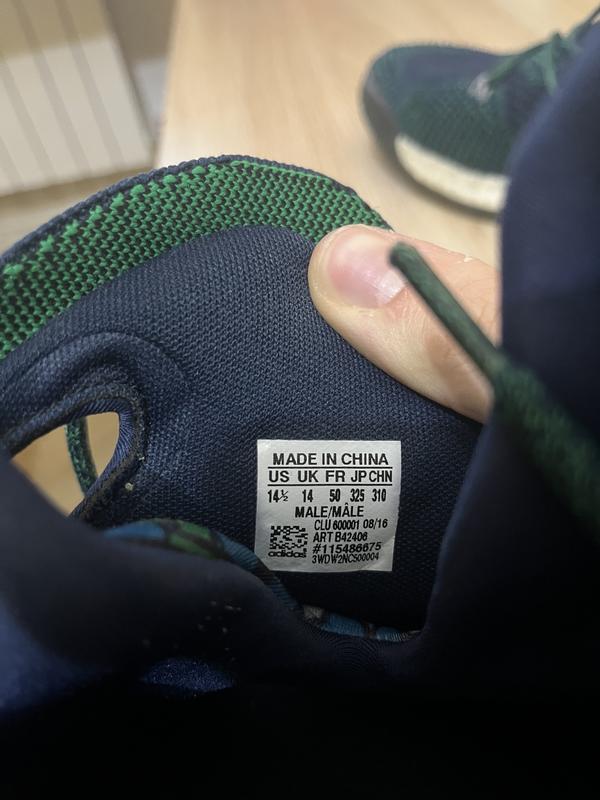 MADE IN CHINA
US UK FR JP CHN
14½ 14 50 325 310
MALE/MÂLE
CLU 600001 08/16
ART B42406
#115486675
adidas 3WDW2NC500004